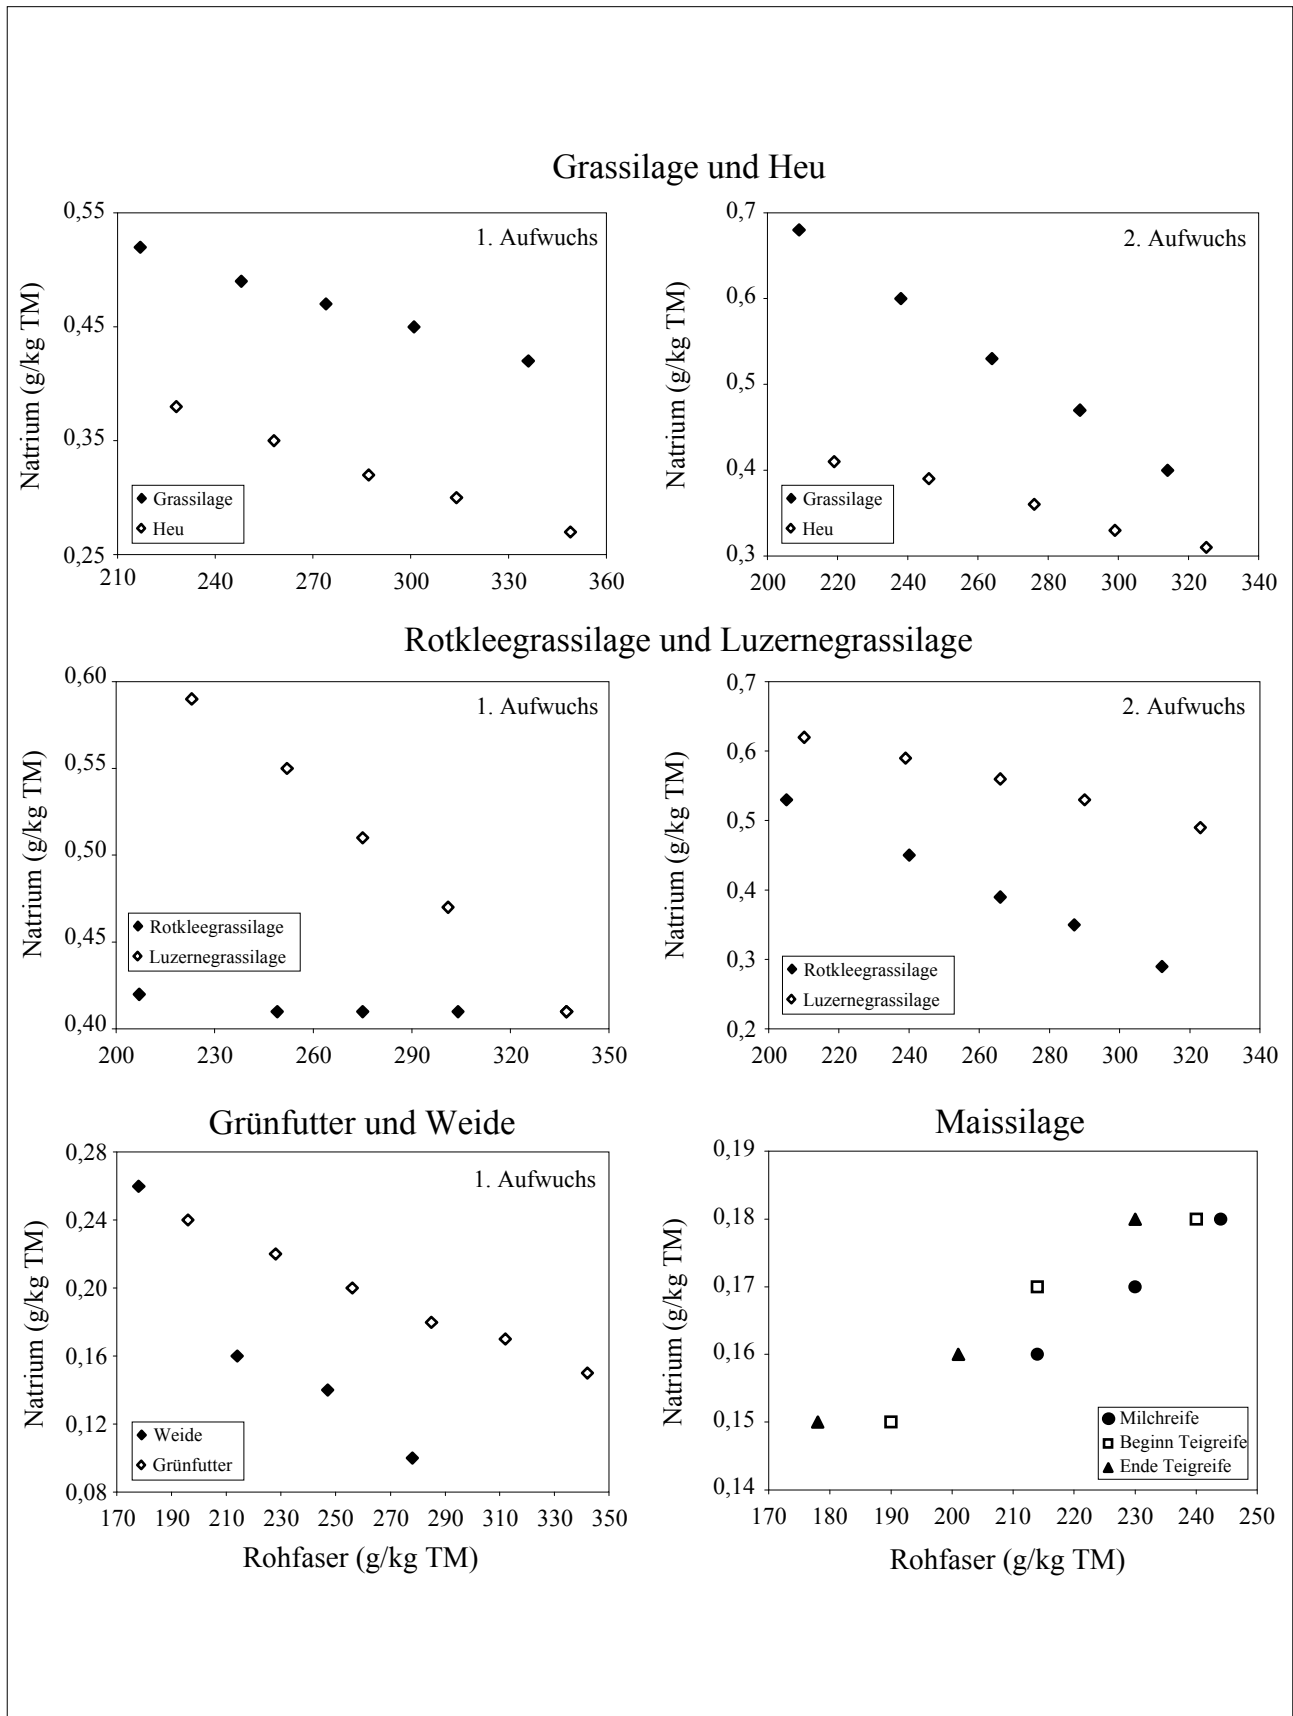 Grassilage und Heu
1. Aufwuchs
Natrium (g/kg TM)
0,55
0,45
0,35
0,25
210 240 270 300 330 360
Grassilage
Heu
2. Aufwuchs
Natrium (g/kg TM)
0,7
0,6
0,5
0,4
0,3
200 220 240 260 280 300 320 340
Grassilage
Heu
Rotkleegrassilage und Luzernegrassilage
1. Aufwuchs
Natrium (g/kg TM)
0,60
0,55
0,50
0,45
0,40
200 230 260 290 320 350
Rotkleegrassilage
Luzernegrassilage
2. Aufwuchs
Natrium (g/kg TM)
0,7
0,6
0,5
0,4
0,3
0,2
200 220 240 260 280 300 320 340
Rotkleegrassilage
Luzernegrassilage
Grünfutter und Weide
1. Aufwuchs
Natrium (g/kg TM)
0,28
0,24
0,20
0,16
0,12
0,08
170 190 210 230 250 270 290 310 330 350
Weide
Grünfutter
Rohfaser (g/kg TM)
Maissilage
Natrium (g/kg TM)
0,19
0,18
0,17
0,16
0,15
0,14
170 180 190 200 210 220 230 240 250
Milchreife
Beginn Teigreife
Ende Teigreife
Rohfaser (g/kg TM)